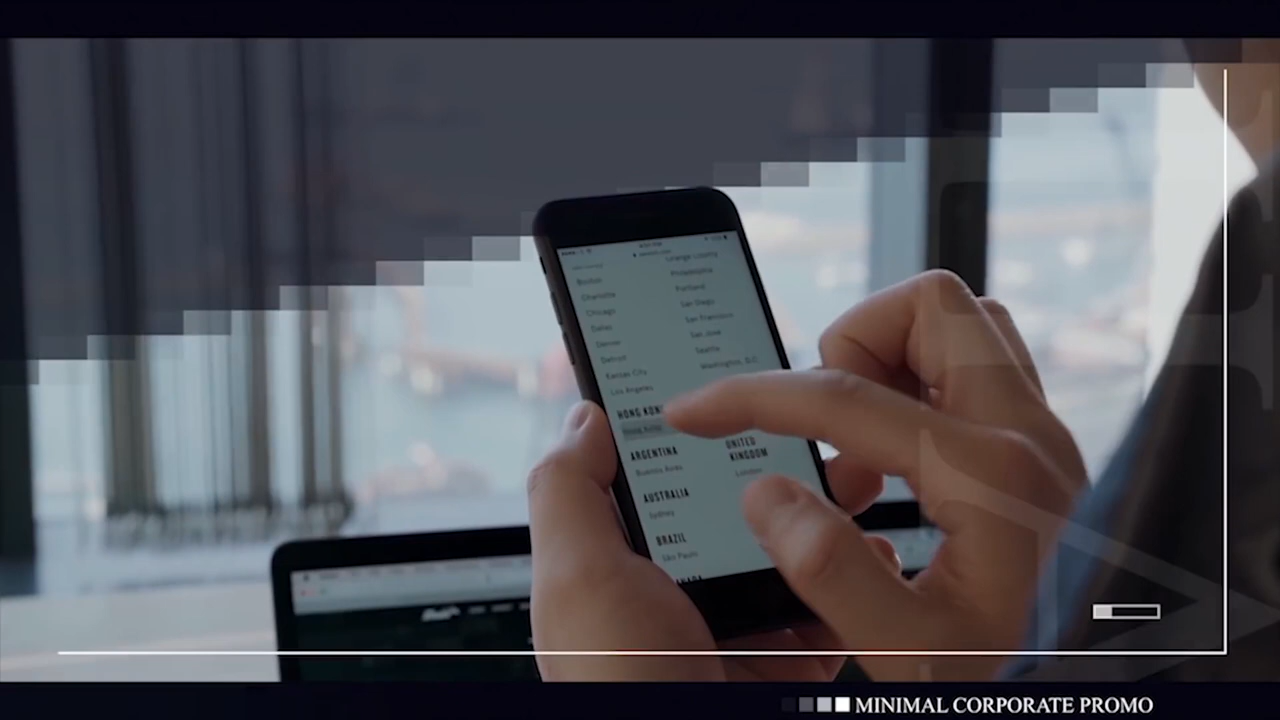 Orange County
Boston
Philadelphia
Charlotte
Portland
Chicago
San Diego
Dallas
San Francisco
Denver
San Jose
Detroit
Seattle
Kansas City
Washington, D.C.
Los Angeles
HONG KONG
Hong Kong
ARGENTINA
Buenos Aires
UNITED
KINGDOM
London
AUSTRALIA
Sydney
BRAZIL
São Paulo
MINIMAL CORPORATE PROMO